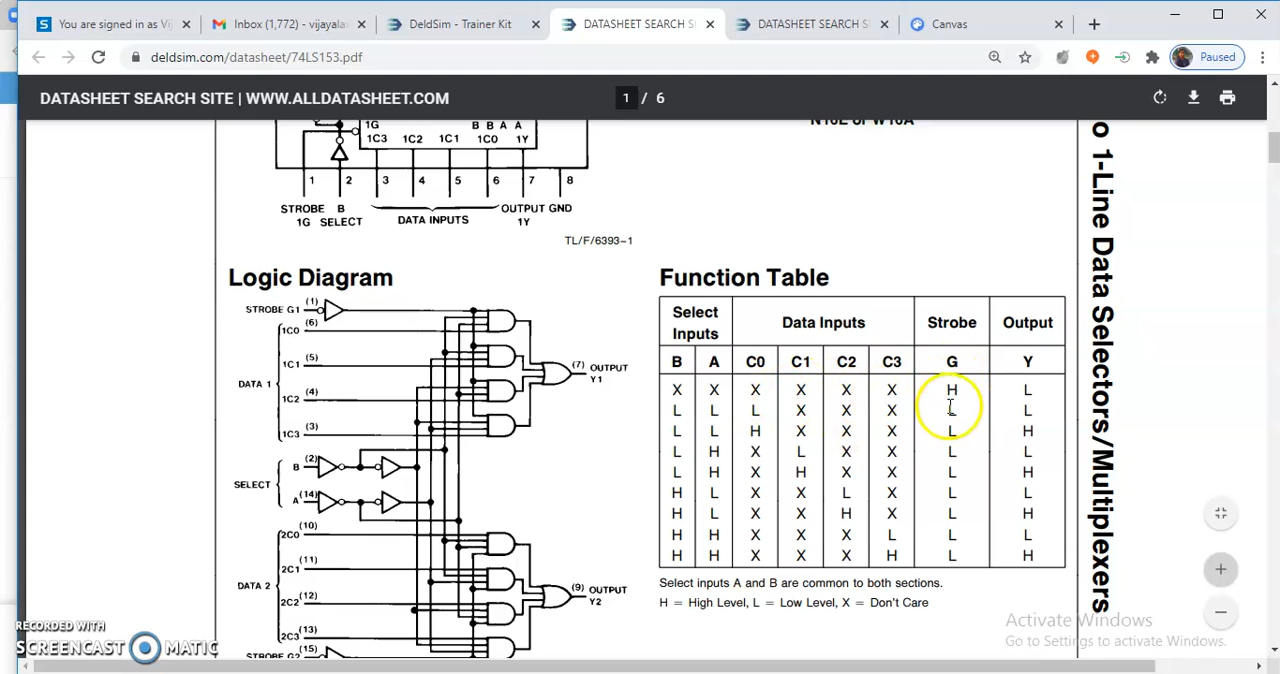 You are signed in as Vij
Inbox (1,772) - vijayala
DeldSim - Trainer Kit
DATASHEET SEARCH S
DATASHEET SEARCH S
Canvas
deldsim.com/datasheet/74LS153.pdf
Paused
DATASHEET SEARCH SITE | WWW.ALLDATASHEET.COM
1 / 6
1G B B A A
1C3 1C2 1C1 1C0 1Y
1 2 3 4 5 6 7 8
STROBE B DATA INPUTS OUTPUT GND
1G SELECT 1Y
TL/F/6393–1
o 1-Line Data Selectors/Multiplexers
Logic Diagram
STROBE G1 (1)
1C0 (6)
1C1 (5)
DATA 1
1C2 (4)
1C3 (3)
(7) OUTPUT
Y1
B (2)
SELECT
A (14)
2C0 (10)
2C1 (11)
DATA 2
2C2 (12)
2C3 (13)
STROBE G2 (15)
(9) OUTPUT
Y2
Function Table
Select Inputs Data Inputs Strobe Output
B A C0 C1 C2 C3 G Y
X X X X X X H L
L L L X X X L L
L L H X X X L H
L H X L X X L L
L H X H X X L H
H L X X L X L L
H L X X H X L H
H H X X X L L L
H H X X X H L H
Select inputs A and B are common to both sections.
H = High Level, L = Low Level, X = Don't Care
Activate Windows
Go to Settings to activate Windows.
RECORDED WITH
SCREENCAST MATIC